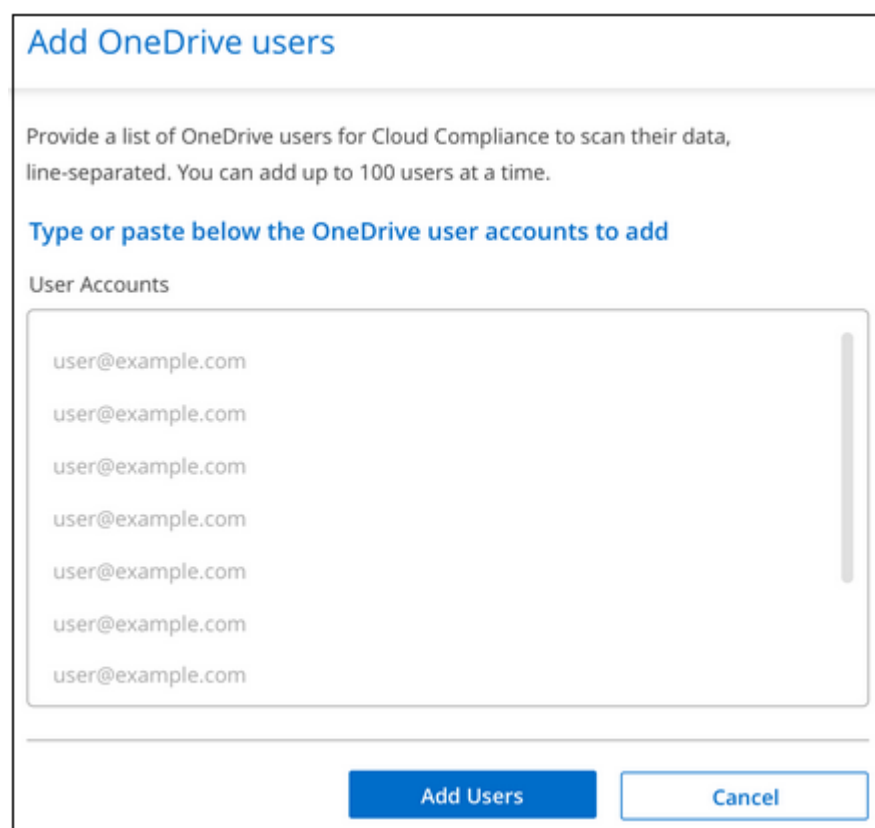 Add OneDrive users
Provide a list of OneDrive users for Cloud Compliance to scan their data,
line-separated. You can add up to 100 users at a time.
Type or paste below the OneDrive user accounts to add
User Accounts
user@example.com
user@example.com
user@example.com
user@example.com
user@example.com
user@example.com
user@example.com
Add Users
Cancel